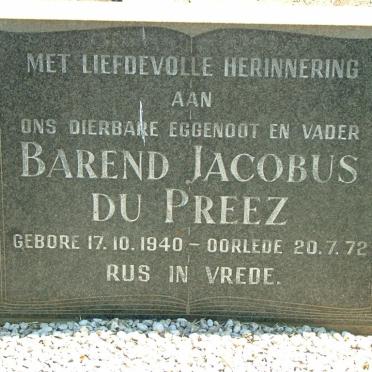 MET LIEFDEVOLLE HERINNERING
AAN
ONS DIERBARE EGGENOOT EN VADER
BAREND JACOBUS
DU PREEZ
GEBORE 17.10.1940 – OORLEDE 20.7.72
RUS IN VREDE.